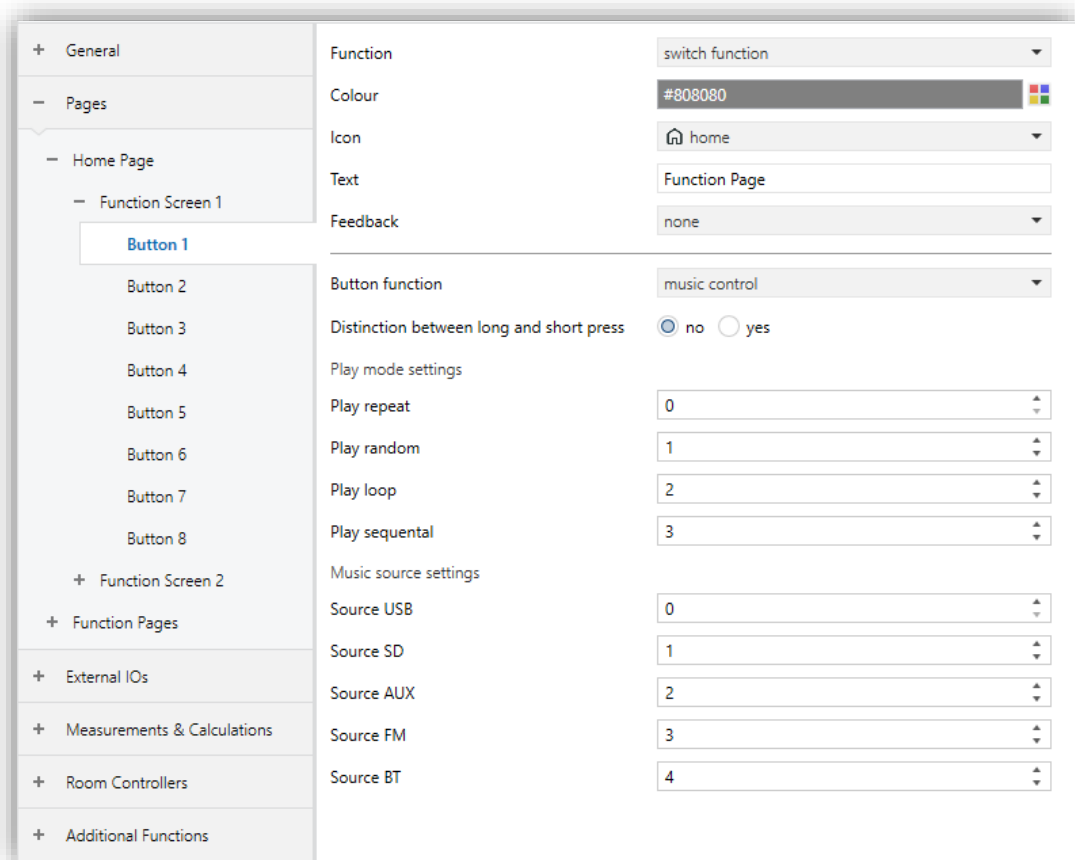 + General
− Pages
− Home Page
− Function Screen 1
Button 1
Button 2
Button 3
Button 4
Button 5
Button 6
Button 7
Button 8
+ Function Screen 2
+ Function Pages
+ External IOs
+ Measurements & Calculations
+ Room Controllers
+ Additional Functions
Function switch function
Colour #808080
Icon home
Text Function Page
Feedback none
Button function music control
Distinction between long and short press no yes
Play mode settings
Play repeat 0
Play random 1
Play loop 2
Play sequental 3
Music source settings
Source USB 0
Source SD 1
Source AUX 2
Source FM 3
Source BT 4